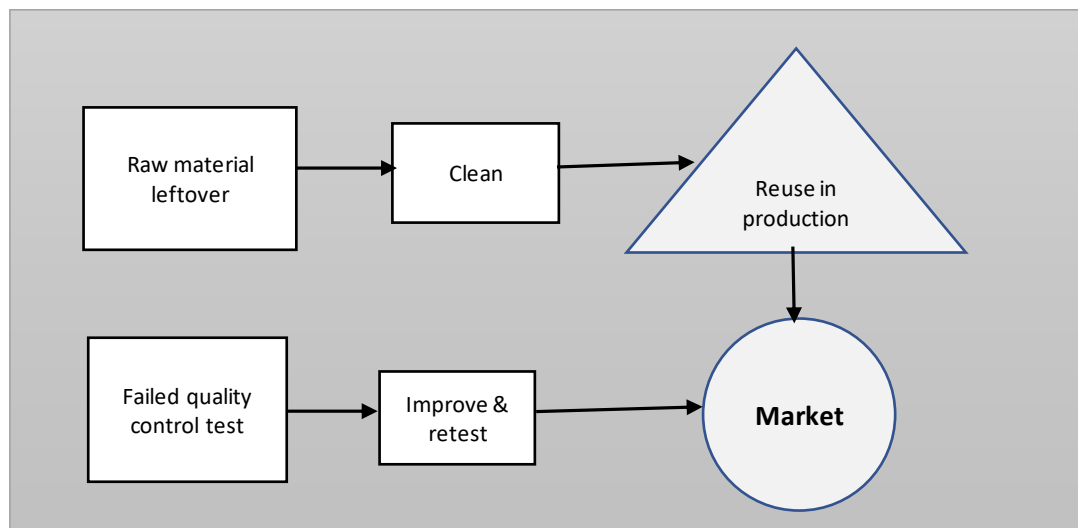 Raw material
leftover
Clean
Reuse in
production
Failed quality
control test
Improve &
retest
Market